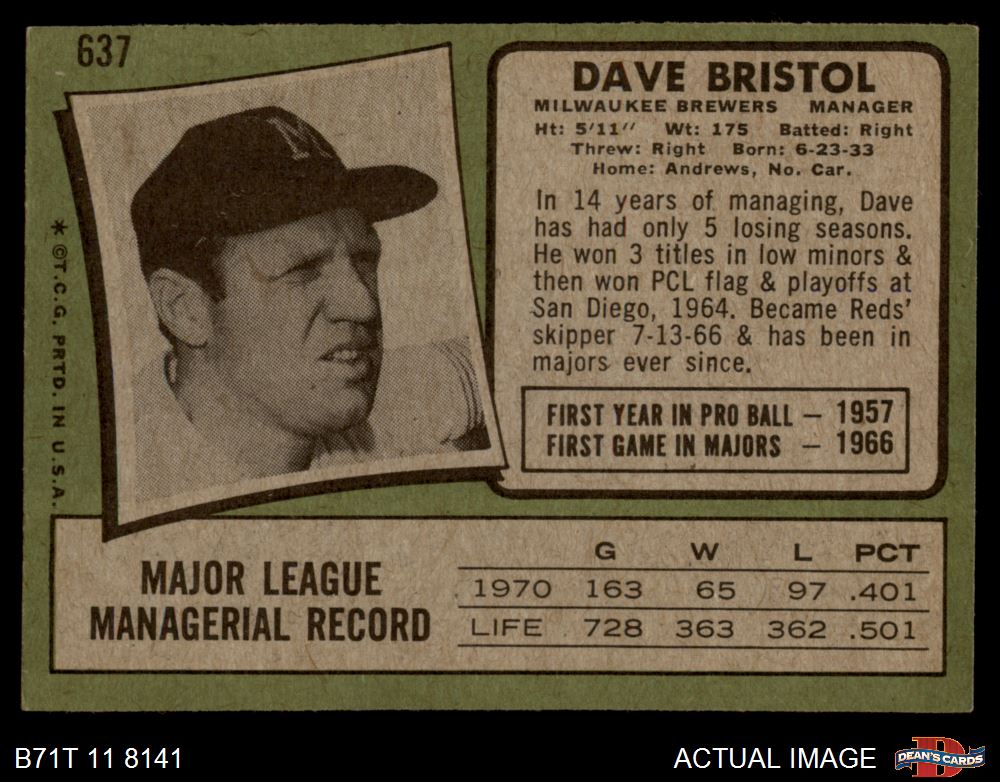 637
M
* ©T.C.G. PRTD. IN U.S.A.
DAVE BRISTOL
MILWAUKEE BREWERS MANAGER
Ht: 5'11" Wt: 175 Batted: Right
Threw: Right Born: 6-23-33
Home: Andrews, No. Car.
In 14 years of managing, Dave
has had only 5 losing seasons.
He won 3 titles in low minors &
then won PCL flag & playoffs at
San Diego, 1964. Became Reds'
skipper 7-13-66 & has been in
majors ever since.
FIRST YEAR IN PRO BALL — 1957
FIRST GAME IN MAJORS — 1966
MAJOR LEAGUE
MANAGERIAL RECORD
G W L PCT
1970 163 65 97 .401
LIFE 728 363 362 .501
B71T 11 8141
ACTUAL IMAGE
D
DEAN'S CARDS